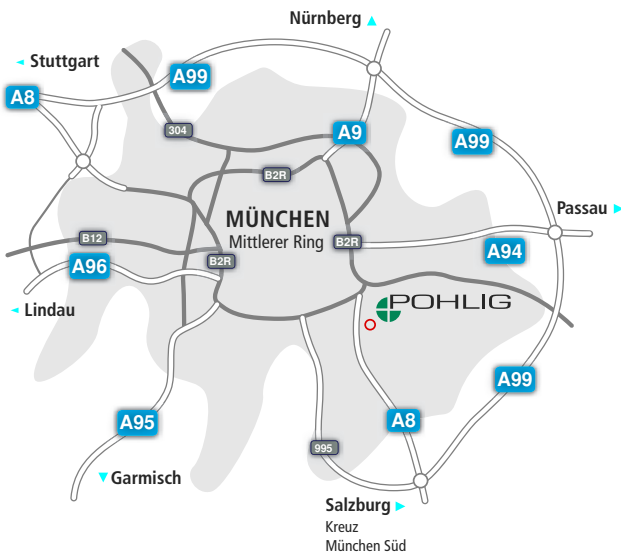 Nürnberg
Stuttgart
A99
A8
304
A9
A99
B2R
MÜNCHEN
Mittlerer Ring
B2R
Passau
B12
B2R
A94
A96
POHLIG
Lindau
A99
A95
A8
995
Garmisch
Salzburg
Kreuz
München Süd